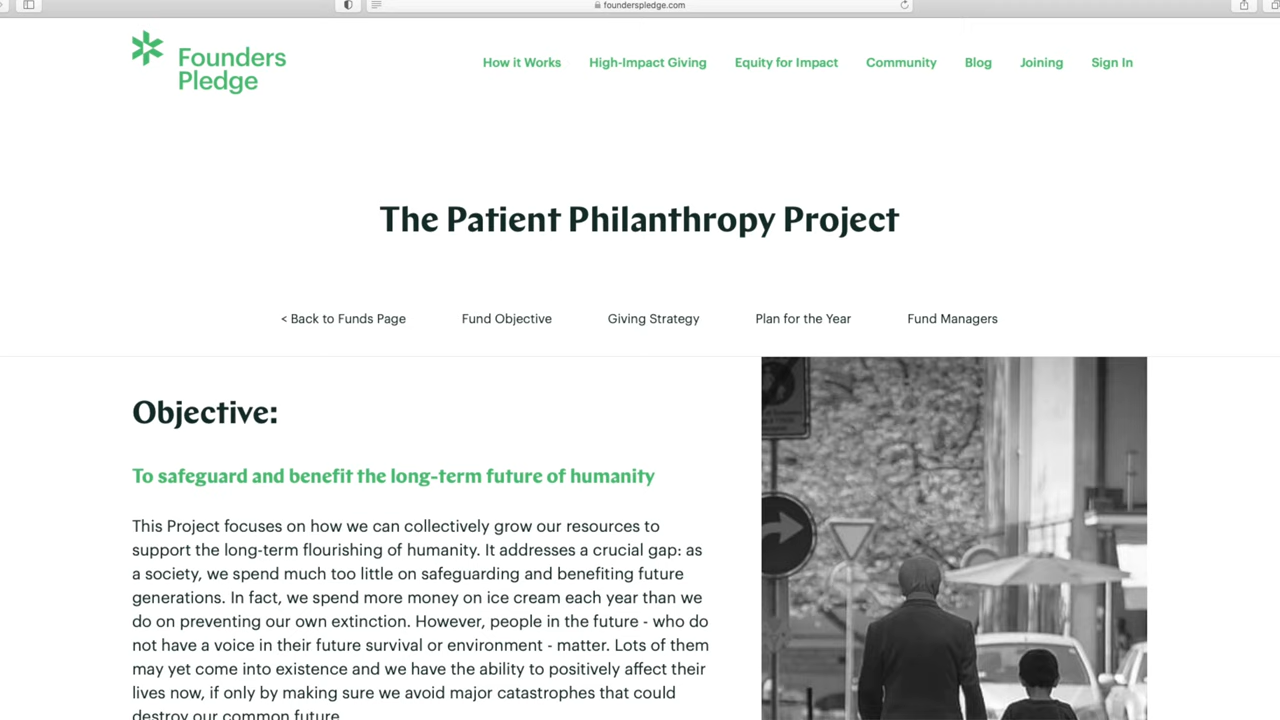 founderspledge.com
Founders
Pledge
How it Works High-Impact Giving Equity for Impact Community Blog Joining Sign In
The Patient Philanthropy Project
< Back to Funds Page Fund Objective Giving Strategy Plan for the Year Fund Managers
Objective:
To safeguard and benefit the long-term future of humanity
This Project focuses on how we can collectively grow our resources to
support the long-term flourishing of humanity. It addresses a crucial gap: as
a society, we spend much too little on safeguarding and benefiting future
generations. In fact, we spend more money on ice cream each year than we
do on preventing our own extinction. However, people in the future - who do
not have a voice in their future survival or environment - matter. Lots of them
may yet come into existence and we have the ability to positively affect their
lives now, if only by making sure we avoid major catastrophes that could
destroy our common future.